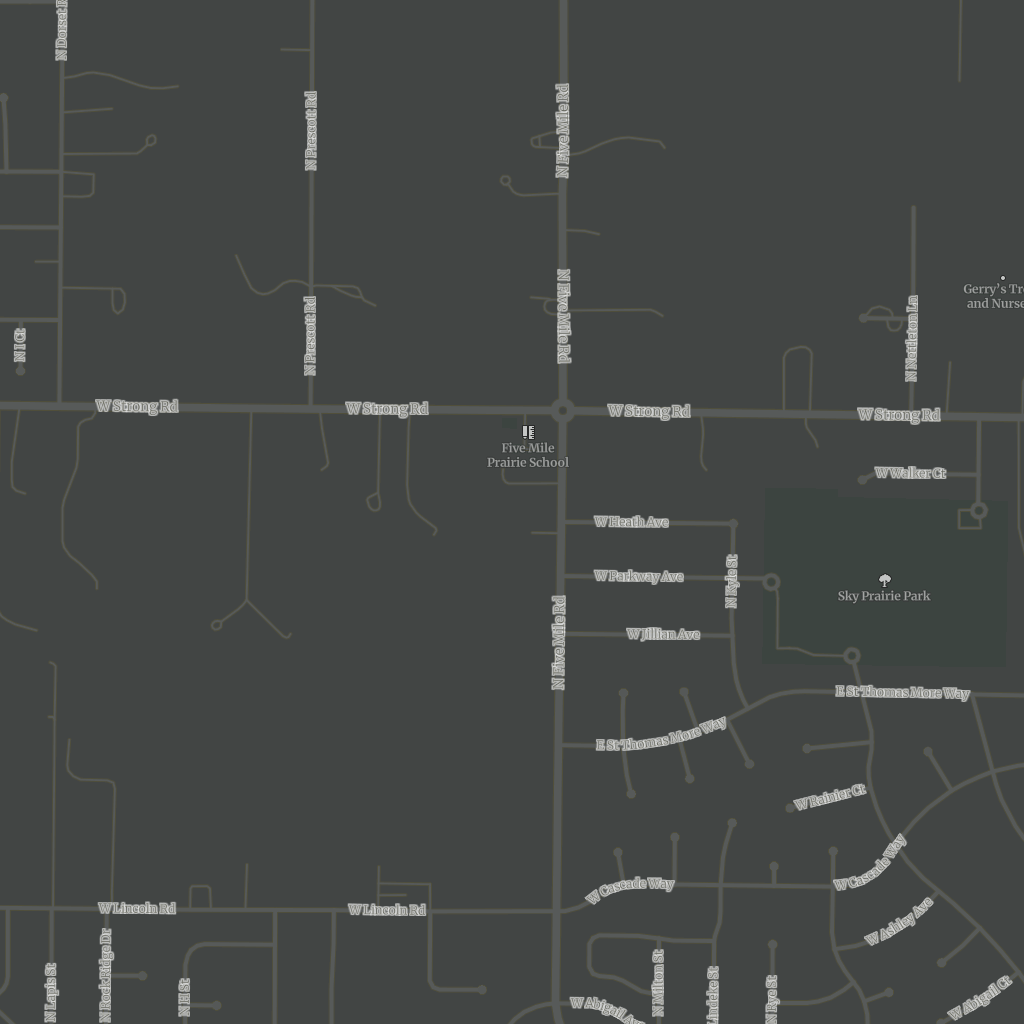 N Dorset R
N Prescott Rd
N Five Mile Rd
N Five Mile Rd
Gerry's Tre
and Nurse
N I Ct
N Prescott Rd
N Nettleton Ln
W Strong Rd
W Strong Rd
W Strong Rd
W Strong Rd
Five Mile
Prairie School
W Walker Ct
W Heath Ave
W Parkway Ave
N Kyle St
Sky Prairie Park
W Jillian Ave
N Five Mile Rd
E St Thomas More Way
E St Thomas More Way
W Rainier Ct
W Cascade Way
W Cascade Way
W Lincoln Rd
W Lincoln Rd
W Ashley Ave
N Lapis St
N Rock Ridge Dr
N H St
N Milton St
Lindeke St
N Rye St
W Abigail Ave
W Abigail Ct